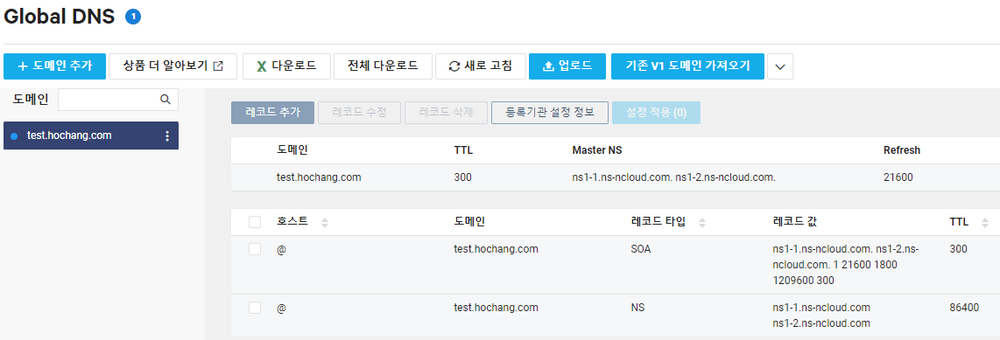 Global DNS 1
+ 도메인 추가 상품 더 알아보기 다운로드 전체 다운로드 새로 고침 업로드 기존 V1 도메인 가져오기
도메인
test.hochang.com
레코드 추가 레코드 수정 레코드 삭제 등록기관 설정 정보 설정 적용 (0)
도메인 TTL Master NS Refresh
test.hochang.com 300 ns1-1.ns-ncloud.com. ns1-2.ns-ncloud.com. 21600
호스트 도메인 레코드 타입 레코드 값 TTL
@ test.hochang.com SOA ns1-1.ns-ncloud.com. ns1-2.ns- 300
ncloud.com. 1 21600 1800
1209600 300
@ test.hochang.com NS ns1-1.ns-ncloud.com 86400
ns1-2.ns-ncloud.com